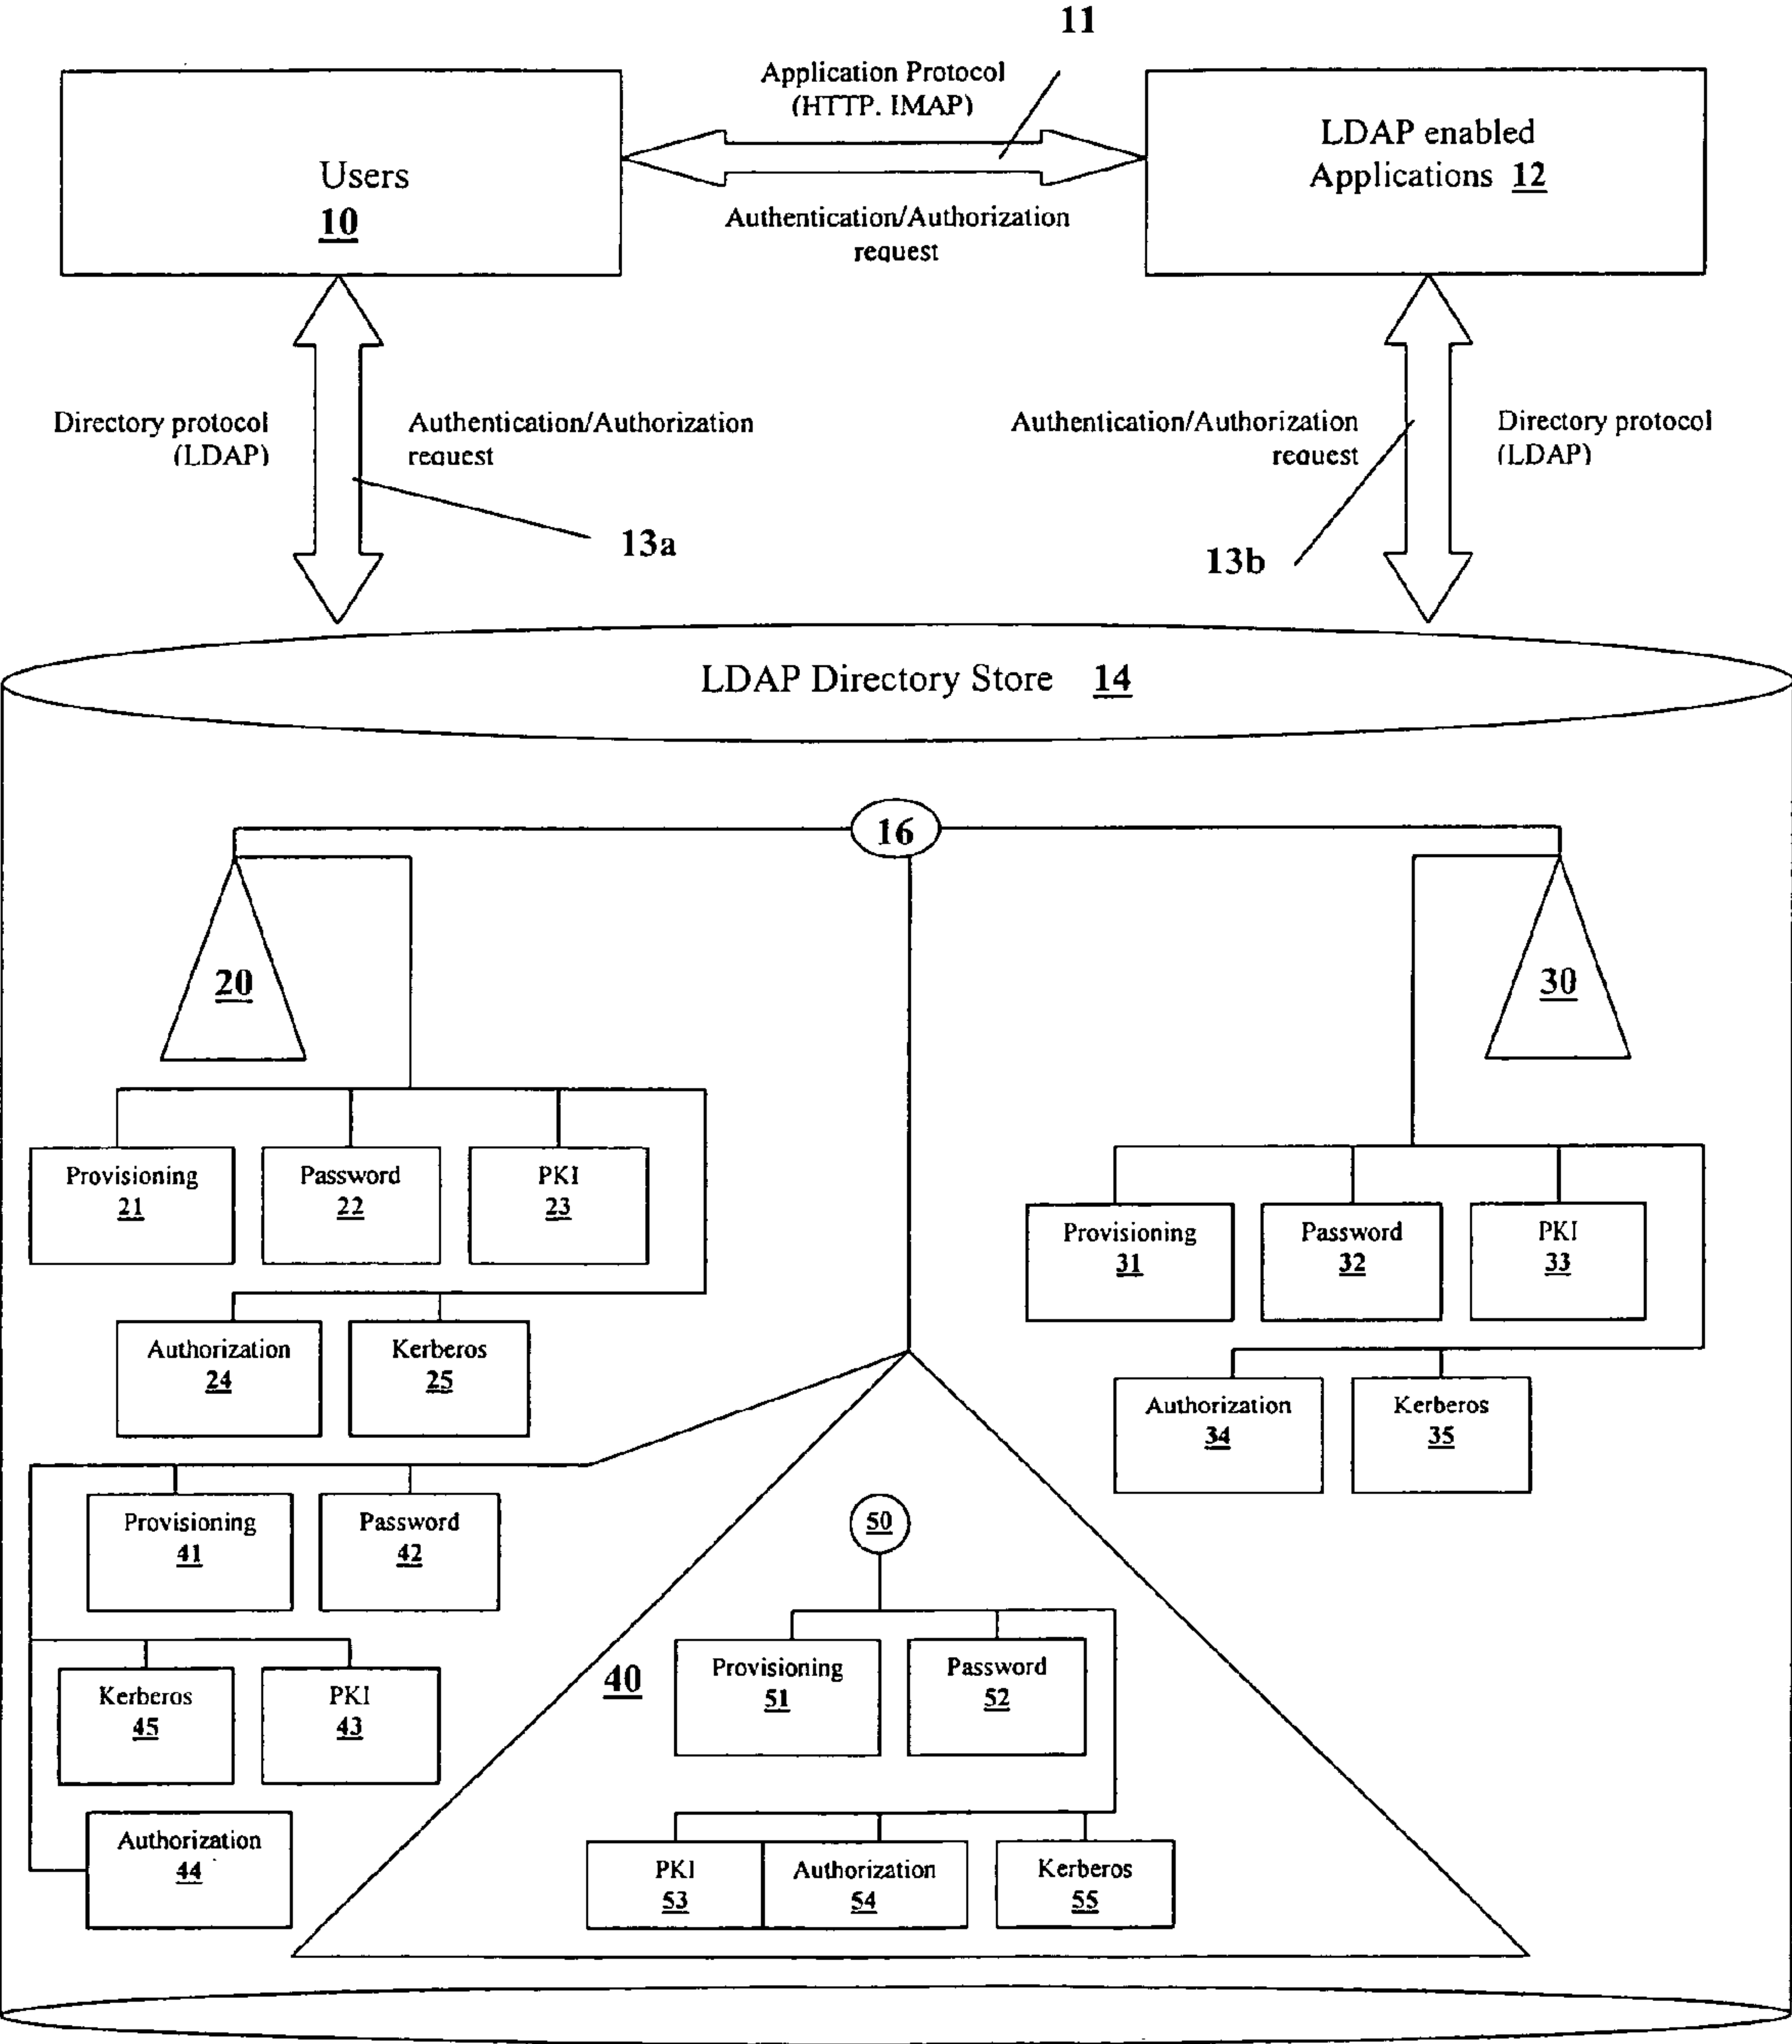 11
Application Protocol
(HTTP. IMAP)
Users
10
LDAP enabled
Applications 12
Authentication/Authorization
request
Directory protocol
(LDAP)
Authentication/Authorization
request
13a
Authentication/Authorization
request
Directory protocol
(LDAP)
13b
LDAP Directory Store 14
16
20
30
Provisioning
21
Password
22
PKI
23
Authorization
24
Kerberos
25
Provisioning
31
Password
32
PKI
33
Authorization
34
Kerberos
35
Provisioning
41
Password
42
Kerberos
45
PKI
43
Authorization
44
40
50
Provisioning
51
Password
52
PKI
53
Authorization
54
Kerberos
55